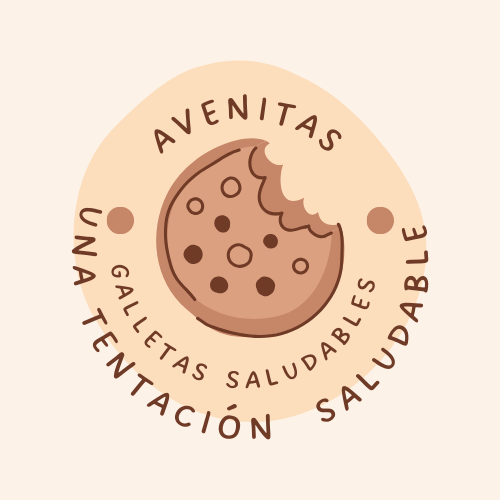 AVENITAS
GALLETAS SALUDABLES
UNA TENTACIÓN SALUDABLE